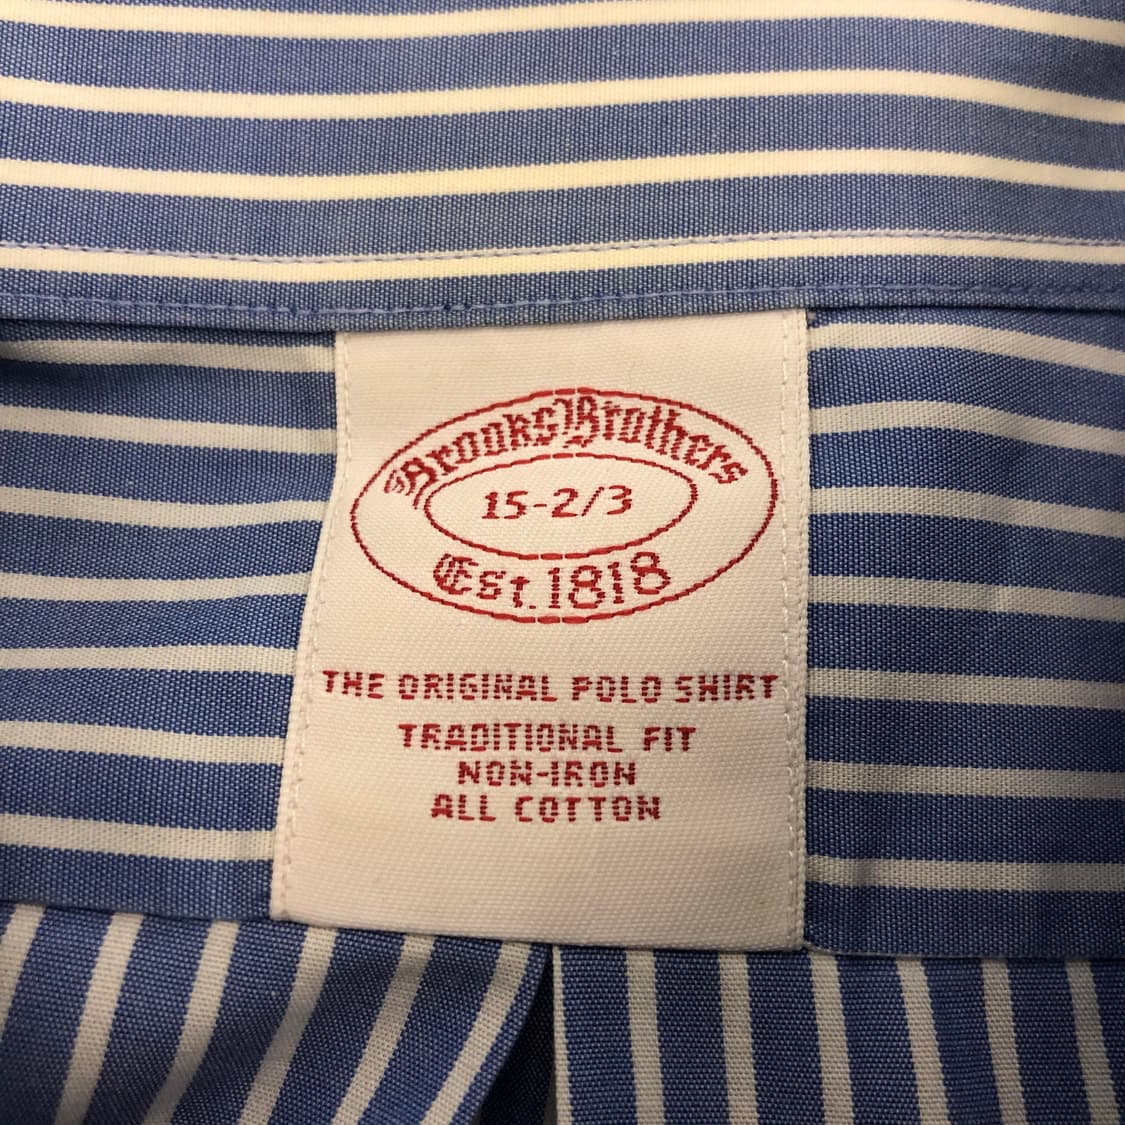 Brooks Brothers
15-2/3
Est. 1818
THE ORIGINAL POLO SHIRT
TRADITIONAL FIT
NON-IRON
ALL COTTON